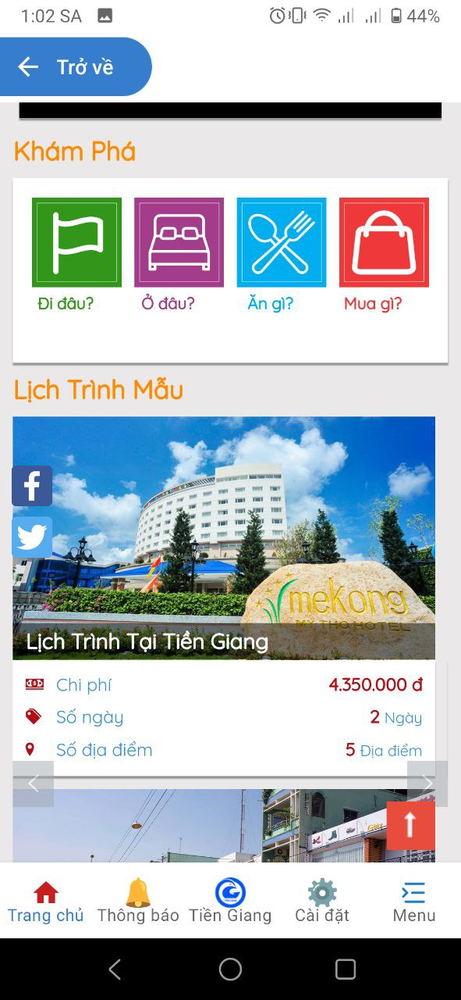 1:02 SA
44%
Trở về
Khám Phá
Đi đâu?
Ở đâu?
Ăn gì?
Mua gì?
Lịch Trình Mẫu
mekong
MY THO HOTEL
Lịch Trình Tại Tiền Giang
Chi phí
4.350.000 đ
Số ngày
2 Ngày
Số địa điểm
5 Địa điểm
Trang chủ
Thông báo
Tiền Giang
Cài đặt
Menu